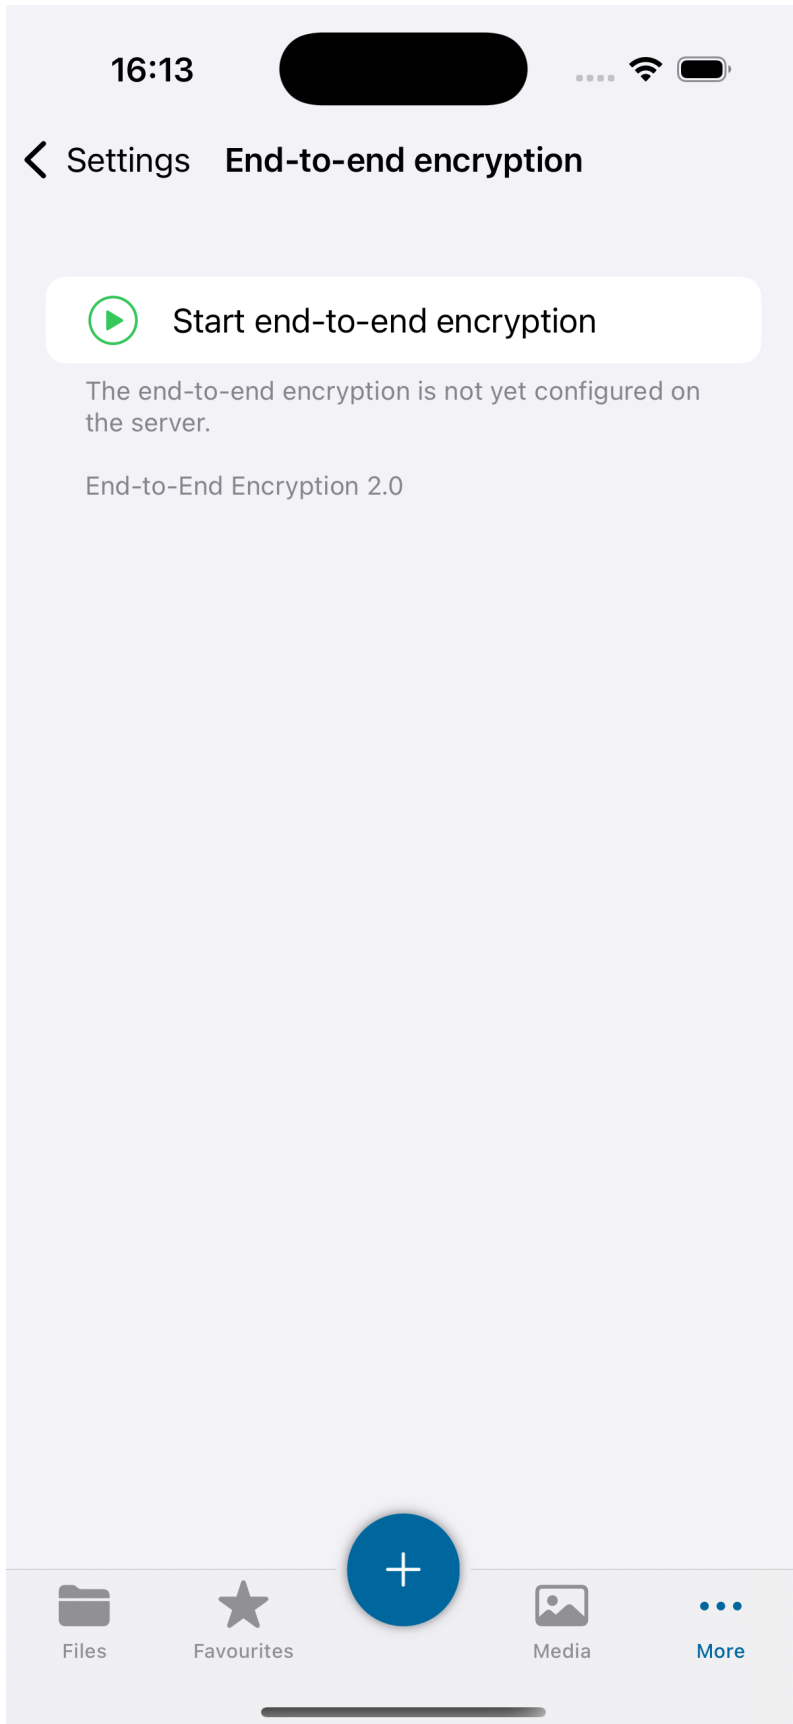 16:13
Settings End-to-end encryption
Start end-to-end encryption
The end-to-end encryption is not yet configured on
the server.
End-to-End Encryption 2.0
Files Favourites Media More